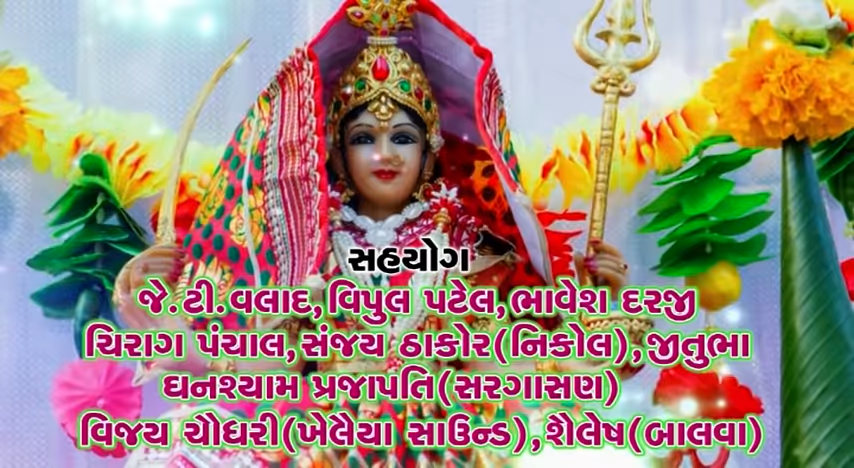 સહયોગ
જે.ટી.વલાદ,વિપુલ પટેલ,ભાવેશ દરજી
ચિરાગ પંચાલ,સંજય ઠાકોર(નિકોલ),જીતુભા
ઘનશ્યામ પ્રજાપતિ(સરગાસણ)
વિજય ચૌધરી(ખેલૈયા સાઉન્ડ),શૈલેષ(બાલવા)